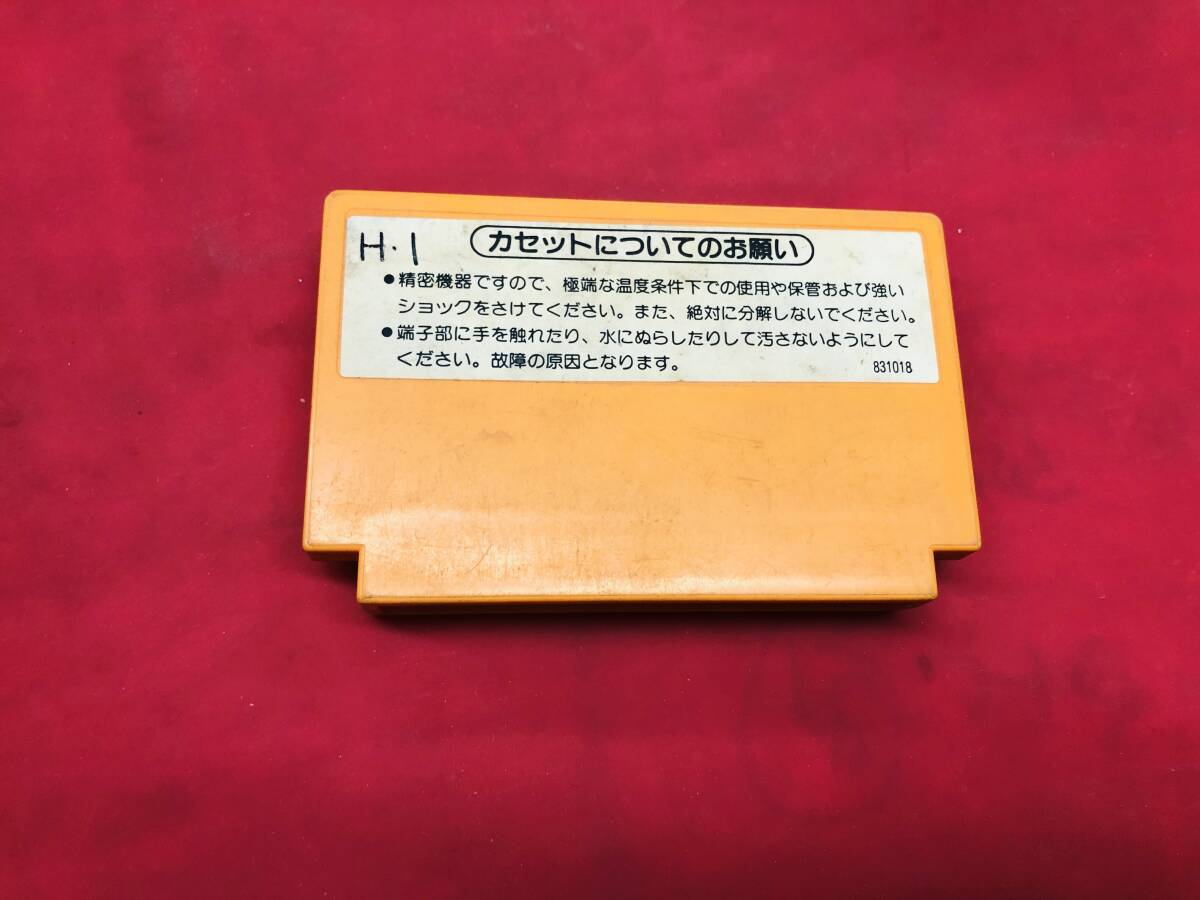 H・1
カセットについてのお願い
●精密機器ですので、極端な温度条件下での使用や保管および強い
ショックをさけてください。また、絶対に分解しないでください。
●端子部に手を触れたり、水にぬらしたりして汚さないようにして
ください。故障の原因となります。
831018